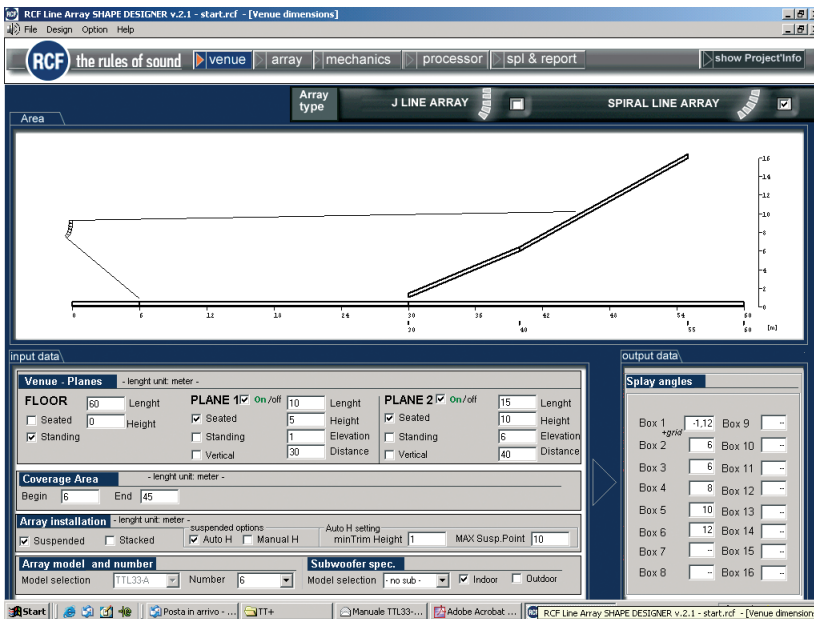 RCF Line Array SHAPE DESIGNER v.2.1 - start.rcf - [Venue dimensions]
File Design Option Help
RCF the rules of sound venue array mechanics processor spl & report show Project'Info
Array type J LINE ARRAY SPIRAL LINE ARRAY
Area
16
14
12
10
8
6
4
2
0
0 6 12 18 24 30 36 42 48 54 60
20 40 55 60 [m]
input data
Venue - Planes - lenght unit: meter -
FLOOR 60 Lenght
Seated 0 Height
Standing
PLANE 1 On/off 10 Lenght
Seated 5 Height
Standing 1 Elevation
Vertical 30 Distance
PLANE 2 On/off 15 Lenght
Seated 10 Height
Standing 6 Elevation
Vertical 40 Distance
Coverage Area - lenght unit: meter -
Begin 6 End 45
Array installation - lenght unit: meter -
Suspended Stacked
suspended options
Auto H Manual H
Auto H setting
minTrim Height 1 MAX Susp.Point 10
Array model and number
Model selection TTL33-A Number 6
Subwoofer spec.
Model selection - no sub - Indoor Outdoor
output data
Splay angles
Box 1 -1,12 Box 9 --
+grid
Box 2 6 Box 10 --
Box 3 6 Box 11 --
Box 4 8 Box 12 --
Box 5 10 Box 13 --
Box 6 12 Box 14 --
Box 7 -- Box 15 --
Box 8 -- Box 16 --
Start Posta in arrivo - ... TT+ Manuale TTL33-... Adobe Acrobat ... RCF Line Array SHAPE DESIGNER v.2.1 - start.rcf - [Venue dimension